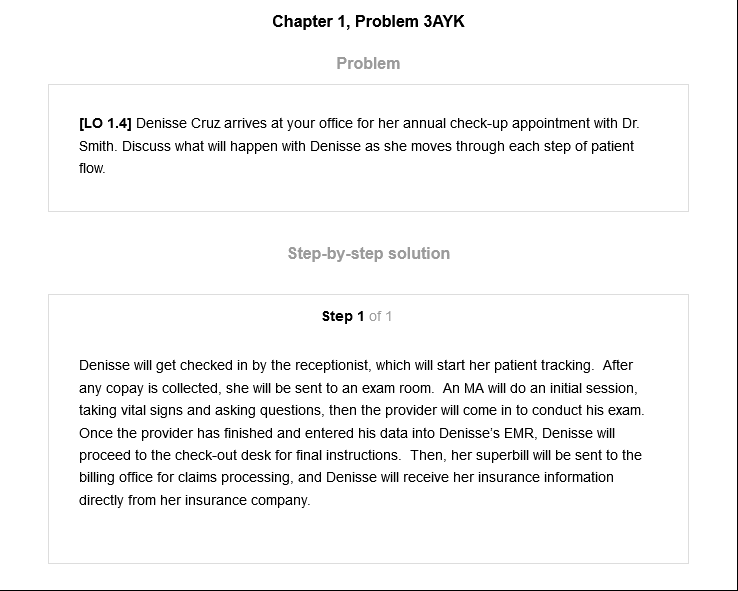 Chapter 1, Problem 3AYK
Problem
[LO 1.4] Denisse Cruz arrives at your office for her annual check-up appointment with Dr.
Smith. Discuss what will happen with Denisse as she moves through each step of patient
flow.
Step-by-step solution
Step 1 of 1
Denisse will get checked in by the receptionist, which will start her patient tracking.  After
any copay is collected, she will be sent to an exam room.  An MA will do an initial session,
taking vital signs and asking questions, then the provider will come in to conduct his exam.
Once the provider has finished and entered his data into Denisse's EMR, Denisse will
proceed to the check-out desk for final instructions.  Then, her superbill will be sent to the
billing office for claims processing, and Denisse will receive her insurance information
directly from her insurance company.